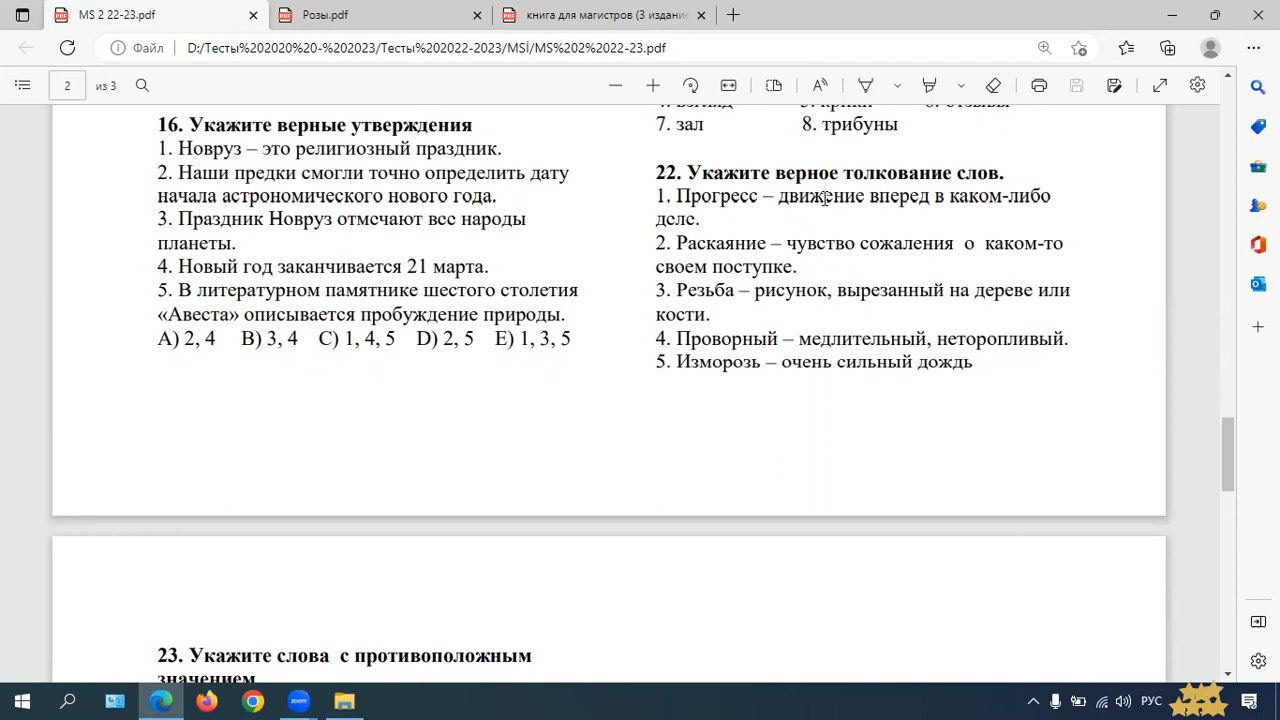 MS 2 22-23.pdf
Розы.pdf
книга для магистров (3 издание
Файл
D:/Тесты%202020%20-%202023/Тесты%202022-2023/MSİ/MS%202%2022-23.pdf
2
из 3
7. зал 8. трибуны
16. Укажите верные утверждения
1. Новруз – это религиозный праздник.
2. Наши предки смогли точно определить дату
начала астрономического нового года.
3. Праздник Новруз отмечают все народы
планеты.
4. Новый год заканчивается 21 марта.
5. В литературном памятнике шестого столетия
«Авеста» описывается пробуждение природы.
A) 2, 4 B) 3, 4 C) 1, 4, 5 D) 2, 5 E) 1, 3, 5
22. Укажите верное толкование слов.
1. Прогресс – движение вперед в каком-либо
деле.
2. Раскаяние – чувство сожаления о каком-то
своем поступке.
3. Резьба – рисунок, вырезанный на дереве или
кости.
4. Проворный – медлительный, неторопливый.
5. Изморозь – очень сильный дождь
23. Укажите слова с противоположным
значением
zoom
РУС